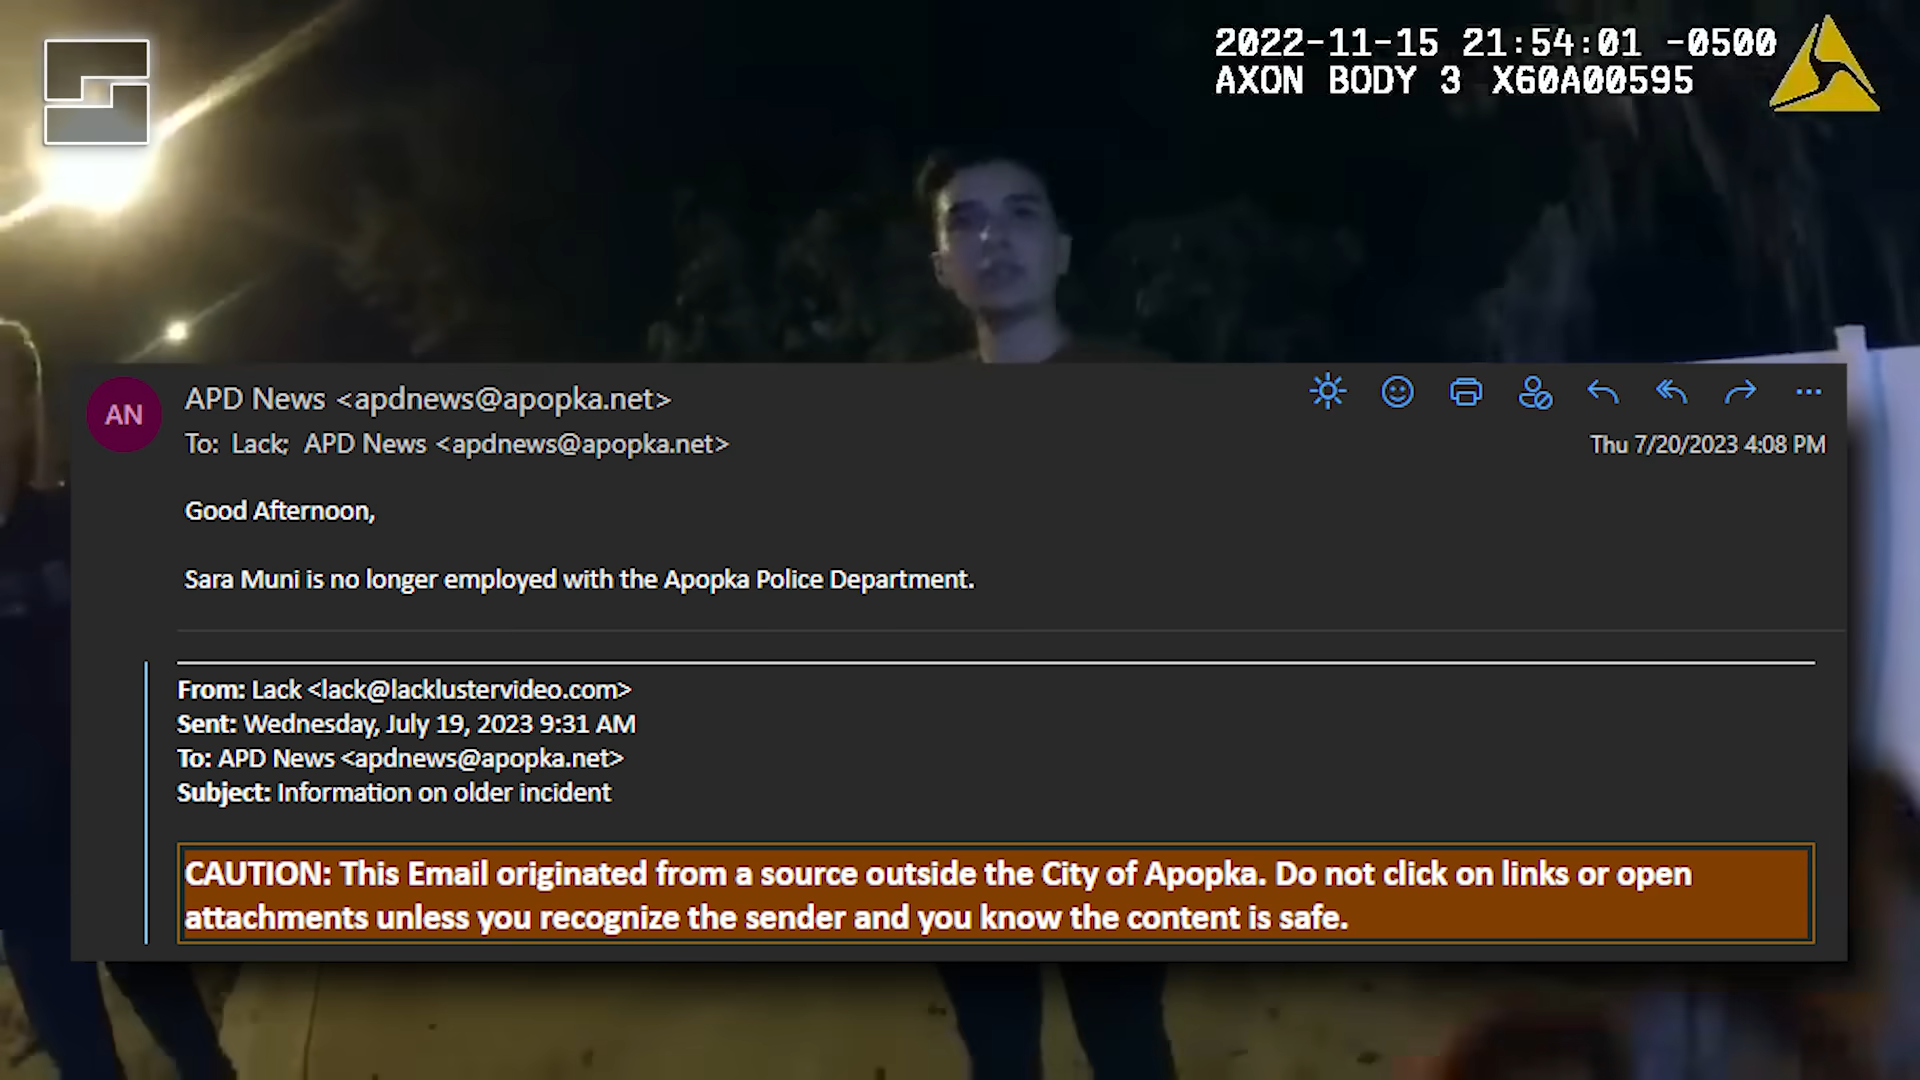 2022-11-15 21:54:01 -0500
AXON BODY 3 X60A00595
AN
APD News <apdnews@apopka.net>
To: Lack; APD News <apdnews@apopka.net>
Thu 7/20/2023 4:08 PM
Good Afternoon,
Sara Muni is no longer employed with the Apopka Police Department.
From: Lack <lack@lacklustervideo.com>
Sent: Wednesday, July 19, 2023 9:31 AM
To: APD News <apdnews@apopka.net>
Subject: Information on older incident
CAUTION: This Email originated from a source outside the City of Apopka. Do not click on links or open
attachments unless you recognize the sender and you know the content is safe.